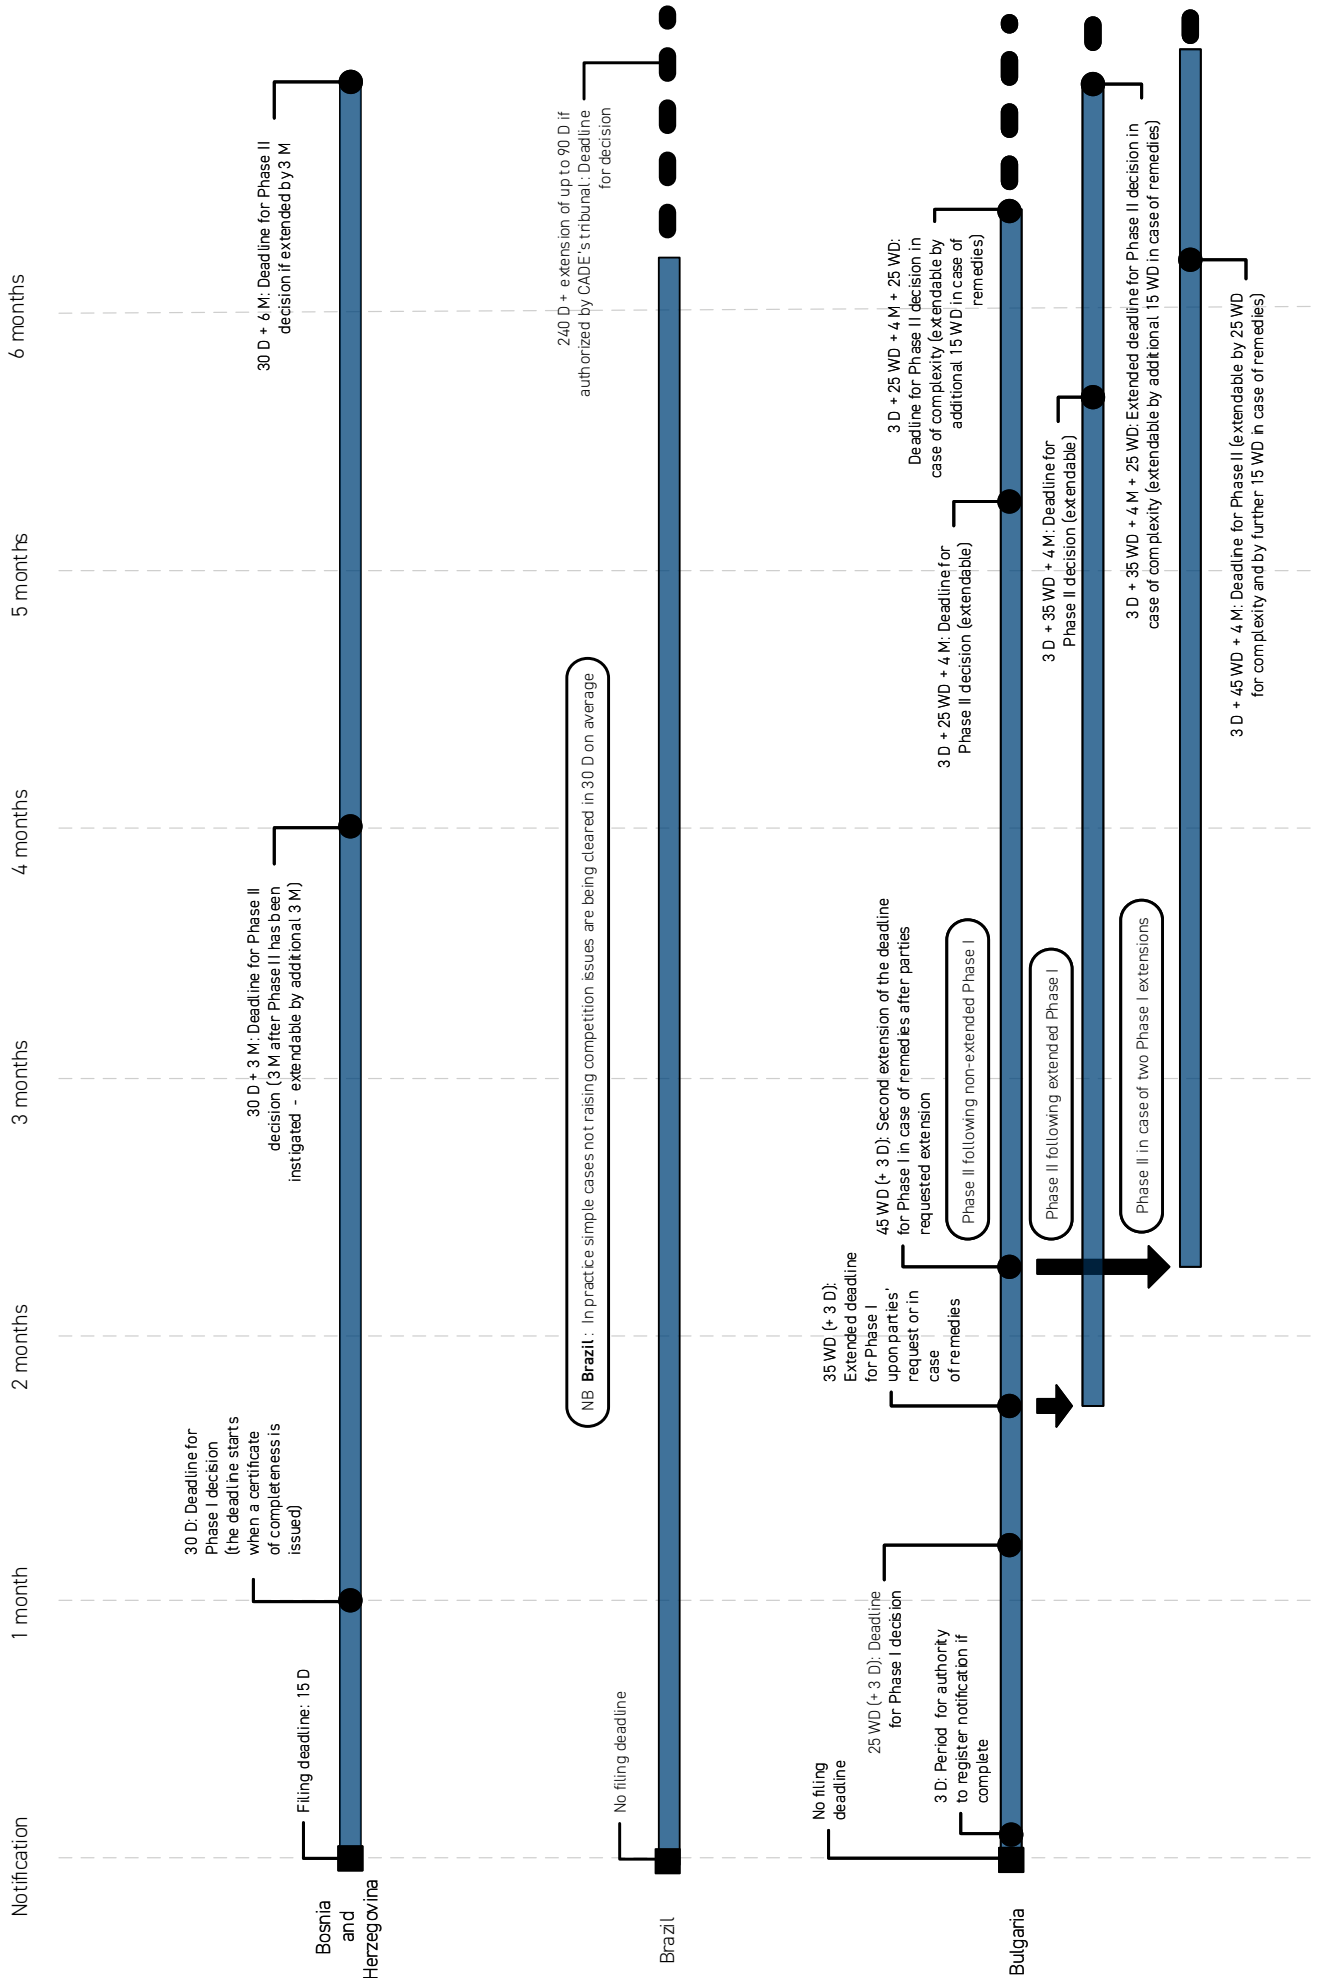 Notification
1 month
2 months
3 months
4 months
5 months
6 months
Bosnia
and
Herzegovina
Filing deadline: 15 D
30 D: Deadline for
Phase I decision
(the deadline starts
when a certificate
of completeness is
issued)
30 D + 3 M: Deadline for Phase II
decision (3 M after Phase II has been
instigated - extendable by additional 3 M)
30 D + 6 M: Deadline for Phase II
decision if extended by 3 M
Brazil
No filing deadline
NB Brazil: In practice simple cases not raising competition issues are being cleared in 30 D on average
240 D + extension of up to 90 D if
authorized by CADE's tribunal: Deadline
for decision
Bulgaria
No filing
deadline
3 D: Period for authority
to register notification if
complete
25 WD (+ 3 D): Deadline
for Phase I decision
35 WD (+ 3 D):
Extended deadline
for Phase I
upon parties'
request or in
case
of remedies
45 WD (+ 3 D): Second extension of the deadline
for Phase I in case of remedies after parties
requested extension
Phase II following non-extended Phase I
Phase II following extended Phase I
Phase II in case of two Phase I extensions
3 D + 25 WD + 4 M: Deadline for
Phase II decision (extendable)
3 D + 25 WD + 4 M + 25 WD:
Deadline for Phase II decision in
case of complexity (extendable by
additional 15 WD in case of
remedies)
3 D + 35 WD + 4 M: Deadline for
Phase II decision (extendable)
3 D + 35 WD + 4 M + 25 WD: Extended deadline for Phase II decision in
case of complexity (extendable by additional 15 WD in case of remedies)
3 D + 45 WD + 4 M: Deadline for Phase II (extendable by 25 WD
for complexity and by further 15 WD in case of remedies)